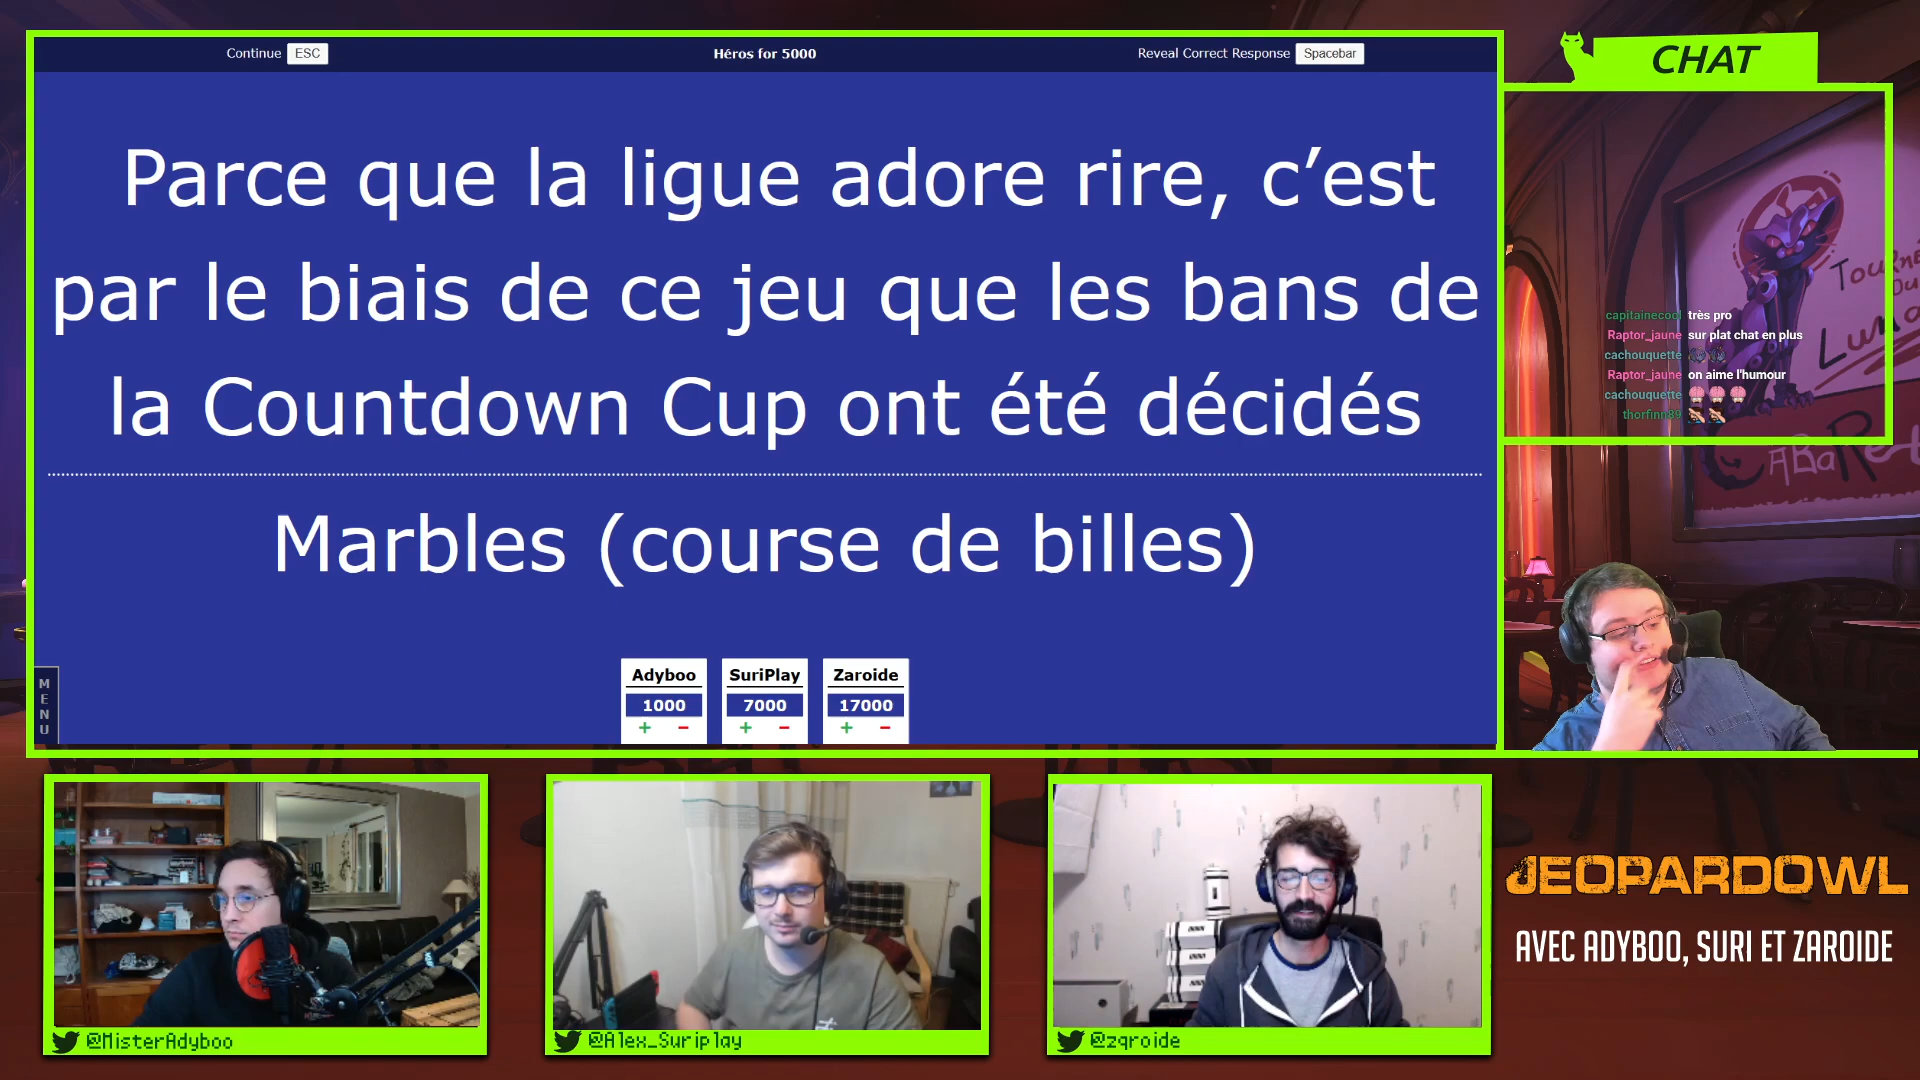 Continue ESC
Héros for 5000
Reveal Correct Response Spacebar
Parce que la ligue adore rire, c’est
par le biais de ce jeu que les bans de
la Countdown Cup ont été décidés
Marbles (course de billes)
MENU
Adyboo
1000
+ −
SuriPlay
7000
+ −
Zaroide
17000
+ −
CHAT
capitainecool très pro
Raptor_jaune sur plat chat en plus
cachouquette
Raptor_jaune on aime l'humour
cachouquette
thorfinn89
CABaRet
@MisterAdyboo
@Alex_Suriplay
@zqroide
JEOPARDOWL
AVEC ADYBOO, SURI ET ZAROIDE